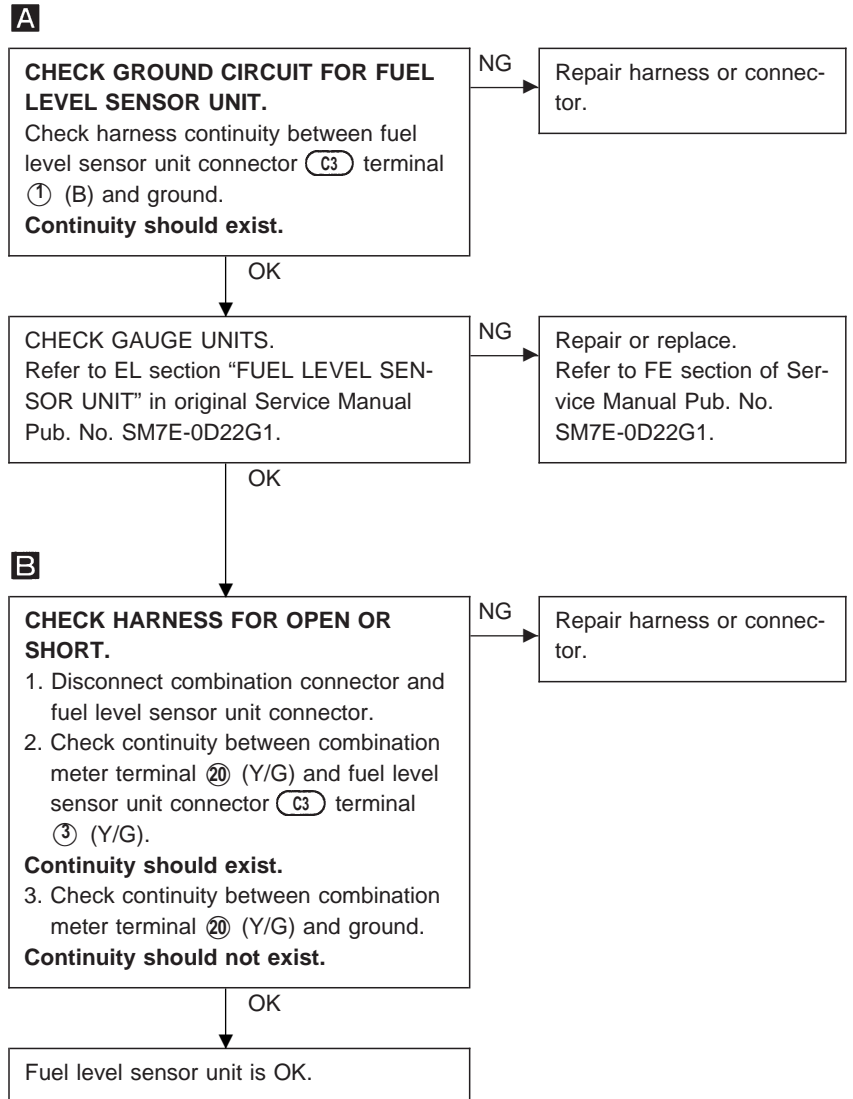 A
CHECK GROUND CIRCUIT FOR FUEL
LEVEL SENSOR UNIT.
Check harness continuity between fuel
level sensor unit connector C3 terminal
1 (B) and ground.
Continuity should exist.
NG
Repair harness or connec-
tor.
OK
CHECK GAUGE UNITS.
Refer to EL section “FUEL LEVEL SEN-
SOR UNIT” in original Service Manual
Pub. No. SM7E-0D22G1.
NG
Repair or replace.
Refer to FE section of Ser-
vice Manual Pub. No.
SM7E-0D22G1.
OK
B
CHECK HARNESS FOR OPEN OR
SHORT.
1. Disconnect combination connector and
fuel level sensor unit connector.
2. Check continuity between combination
meter terminal 20 (Y/G) and fuel level
sensor unit connector C3 terminal
3 (Y/G).
Continuity should exist.
3. Check continuity between combination
meter terminal 20 (Y/G) and ground.
Continuity should not exist.
NG
Repair harness or connec-
tor.
OK
Fuel level sensor unit is OK.